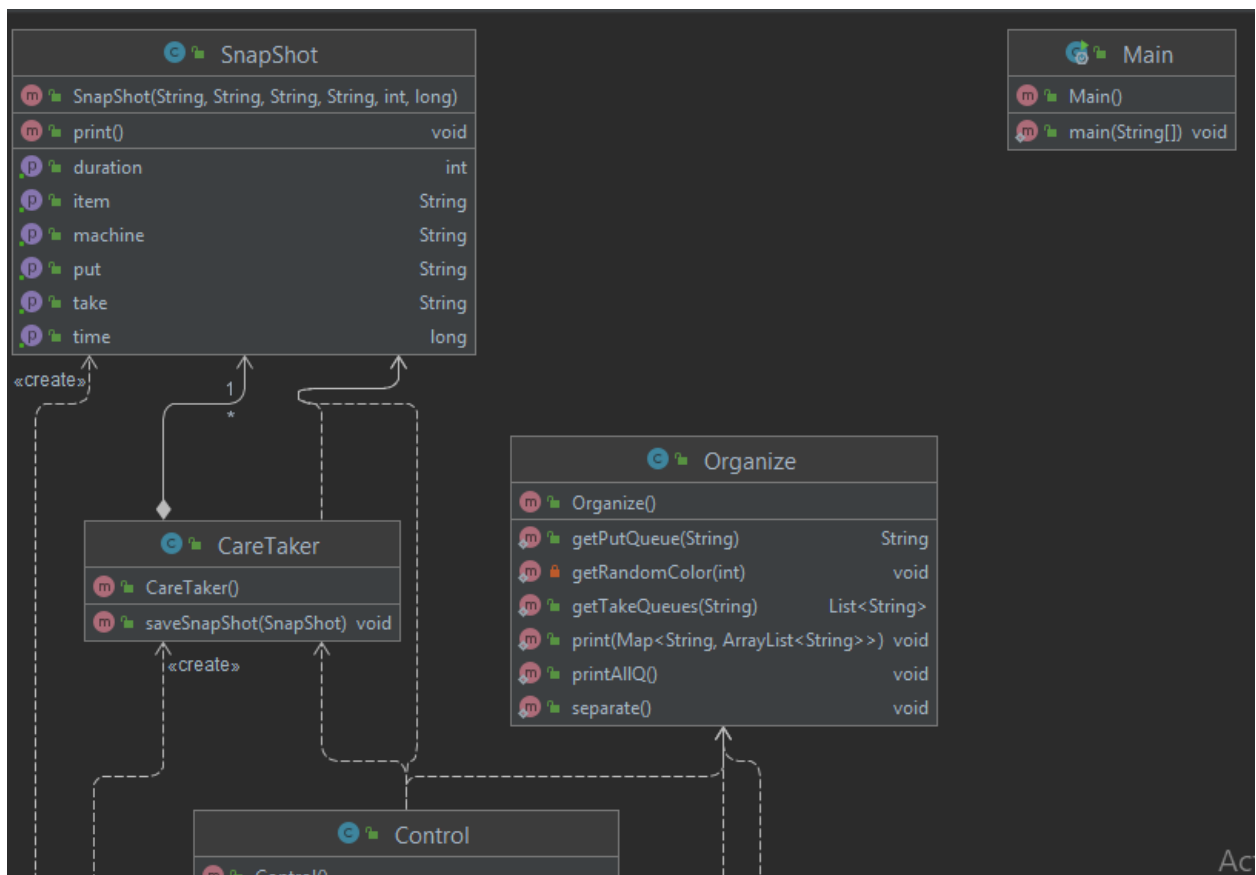 SnapShot
SnapShot(String, String, String, String, int, long)
print() void
duration int
item String
machine String
put String
take String
time long
Main
Main()
main(String[]) void
«create»
1
*
CareTaker
CareTaker()
saveSnapShot(SnapShot) void
«create»
Organize
Organize()
getPutQueue(String) String
getRandomColor(int) void
getTakeQueues(String) List<String>
print(Map<String, ArrayList<String>>) void
printAllQ() void
separate() void
Control
Control()